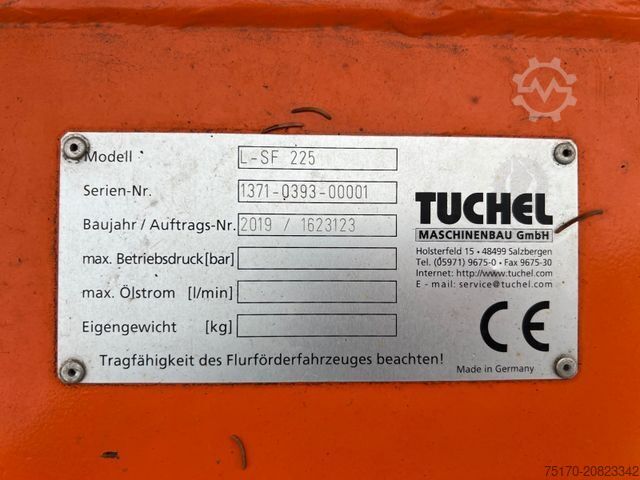 Modell L-SF 225
Serien-Nr. 1371-0393-00001
Baujahr / Auftrags-Nr. 2019 / 1623123
max. Betriebsdruck [bar]
max. Ölstrom [l/min]
Eigengewicht [kg]
Tragfähigkeit des Flurförderfahrzeuges beachten!
TUCHEL
MASCHINENBAU GmbH
Holsterfeld 15 • 48499 Salzbergen
Tel. (05971) 9675-0 • Fax 9675-30
Internet: http://www.tuchel.com
E - mail: service@tuchel.com
CE
Made in Germany
75170-20823342